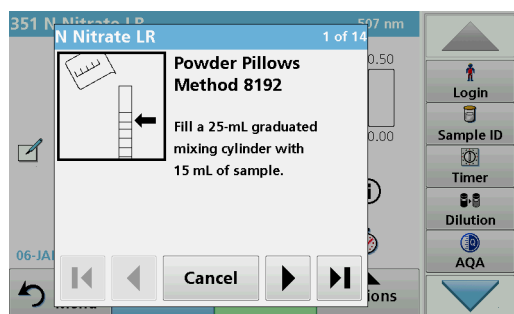 351 N Nitrate LR
507 nm
N Nitrate LR
1 of 14
Powder Pillows
Method 8192
Fill a 25-mL graduated
mixing cylinder with
15 mL of sample.
0.50
0.00
Login
Sample ID
Timer
Dilution
AQA
06-JA
Cancel
ions